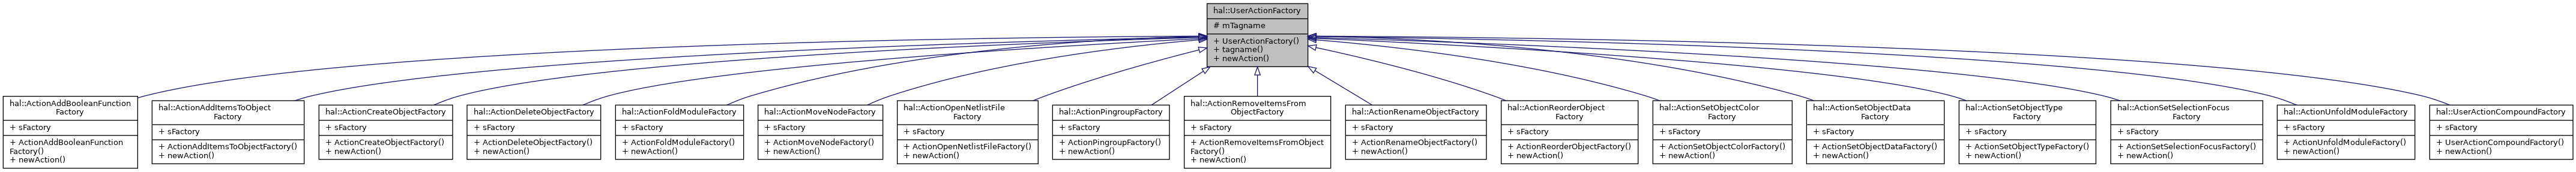 hal::UserActionFactory
# mTagname
+ UserActionFactory()
+ tagname()
+ newAction()
hal::ActionAddBooleanFunction
Factory
+ sFactory
+ ActionAddBooleanFunction
Factory()
+ newAction()
hal::ActionAddItemsToObject
Factory
+ sFactory
+ ActionAddItemsToObjectFactory()
+ newAction()
hal::ActionCreateObjectFactory
+ sFactory
+ ActionCreateObjectFactory()
+ newAction()
hal::ActionDeleteObjectFactory
+ sFactory
+ ActionDeleteObjectFactory()
+ newAction()
hal::ActionFoldModuleFactory
+ sFactory
+ ActionFoldModuleFactory()
+ newAction()
hal::ActionMoveNodeFactory
+ sFactory
+ ActionMoveNodeFactory()
+ newAction()
hal::ActionOpenNetlistFile
Factory
+ sFactory
+ ActionOpenNetlistFileFactory()
+ newAction()
hal::ActionPingroupFactory
+ sFactory
+ ActionPingroupFactory()
+ newAction()
hal::ActionRemoveItemsFrom
ObjectFactory
+ sFactory
+ ActionRemoveItemsFromObject
Factory()
+ newAction()
hal::ActionRenameObjectFactory
+ sFactory
+ ActionRenameObjectFactory()
+ newAction()
hal::ActionReorderObject
Factory
+ sFactory
+ ActionReorderObjectFactory()
+ newAction()
hal::ActionSetObjectColor
Factory
+ sFactory
+ ActionSetObjectColorFactory()
+ newAction()
hal::ActionSetObjectData
Factory
+ sFactory
+ ActionSetObjectDataFactory()
+ newAction()
hal::ActionSetObjectType
Factory
+ sFactory
+ ActionSetObjectTypeFactory()
+ newAction()
hal::ActionSetSelectionFocus
Factory
+ sFactory
+ ActionSetSelectionFocusFactory()
+ newAction()
hal::ActionUnfoldModuleFactory
+ sFactory
+ ActionUnfoldModuleFactory()
+ newAction()
hal::UserActionCompoundFactory
+ sFactory
+ UserActionCompoundFactory()
+ newAction()